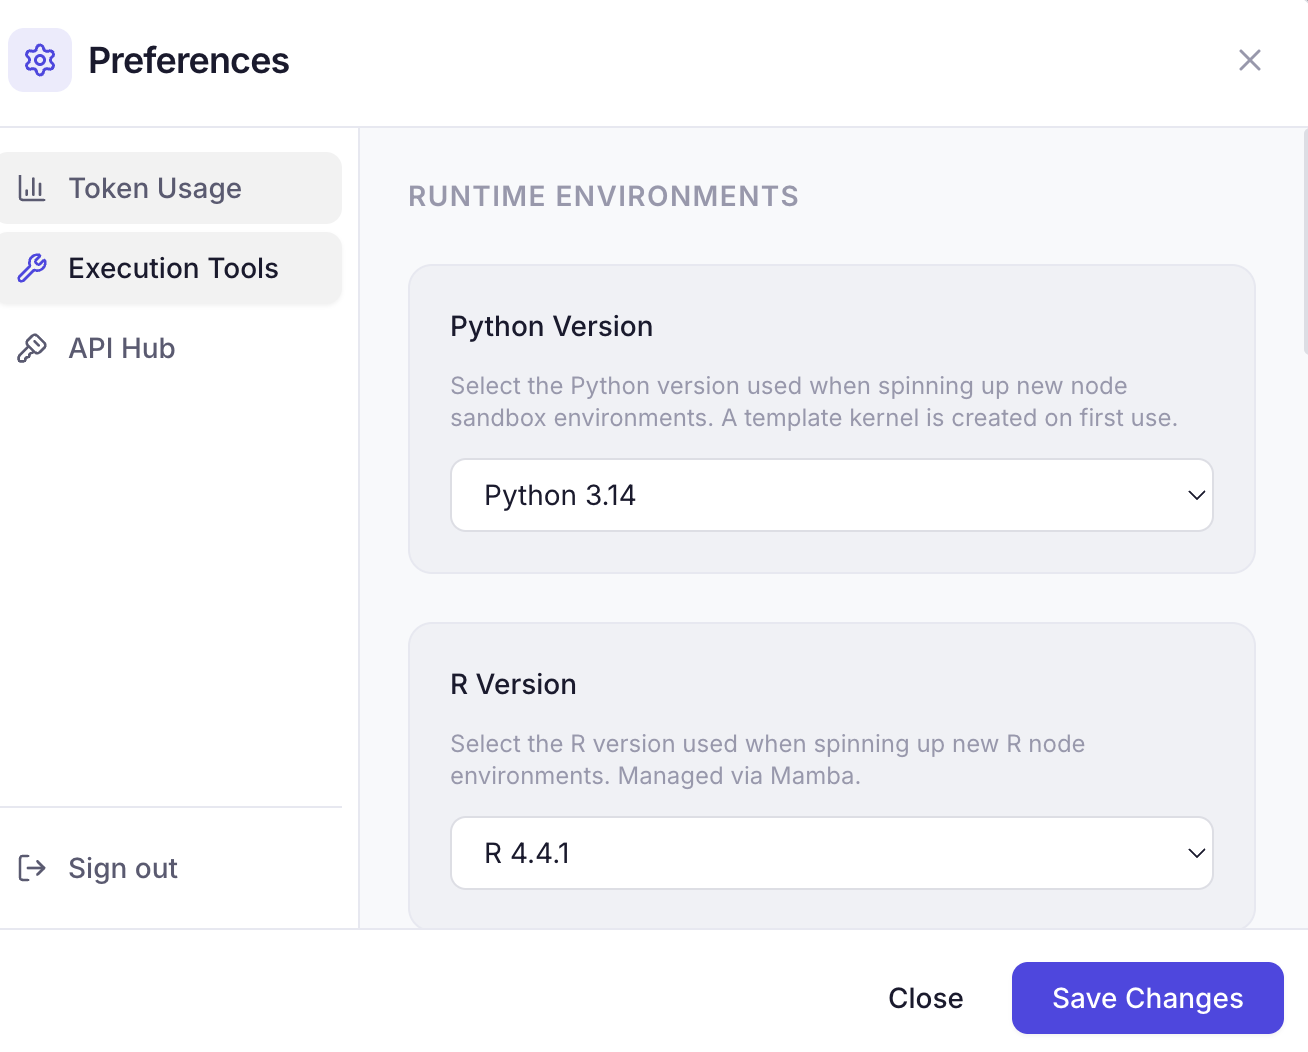 Preferences
Token Usage
Execution Tools
API Hub
Sign out
RUNTIME ENVIRONMENTS
Python Version
Select the Python version used when spinning up new node
sandbox environments. A template kernel is created on first use.
Python 3.14
R Version
Select the R version used when spinning up new R node
environments. Managed via Mamba.
R 4.4.1
Close
Save Changes